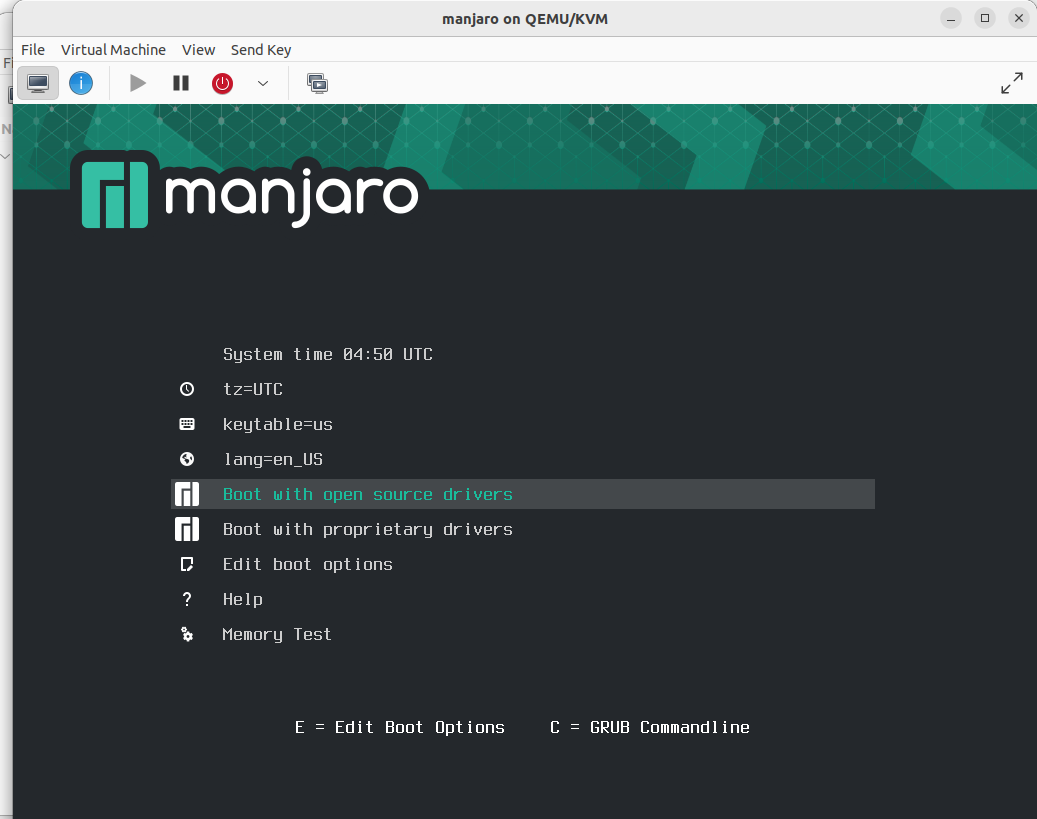 manjaro on QEMU/KVM
File Virtual Machine View Send Key
manjaro
System time 04:50 UTC
tz=UTC
keytable=us
lang=en_US
Boot with open source drivers
Boot with proprietary drivers
Edit boot options
? Help
Memory Test
E = Edit Boot Options C = GRUB Commandline